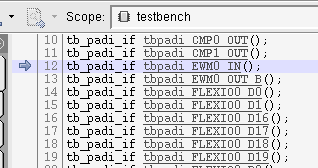 Scope: testbench
10 tb_padi_if tbpadi_CMP0_OUT();
11 tb_padi_if tbpadi_CMP1_OUT();
12 tb_padi_if tbpadi_EWM0_IN();
13 tb_padi_if tbpadi_EWM0_OUT_B();
14 tb_padi_if tbpadi_FLEXIO0_D0();
15 tb_padi_if tbpadi_FLEXIO0_D1();
16 tb_padi_if tbpadi_FLEXIO0_D16();
17 tb_padi_if tbpadi_FLEXIO0_D17();
18 tb_padi_if tbpadi_FLEXIO0_D18();
19 tb_padi_if tbpadi_FLEXIO0_D19();